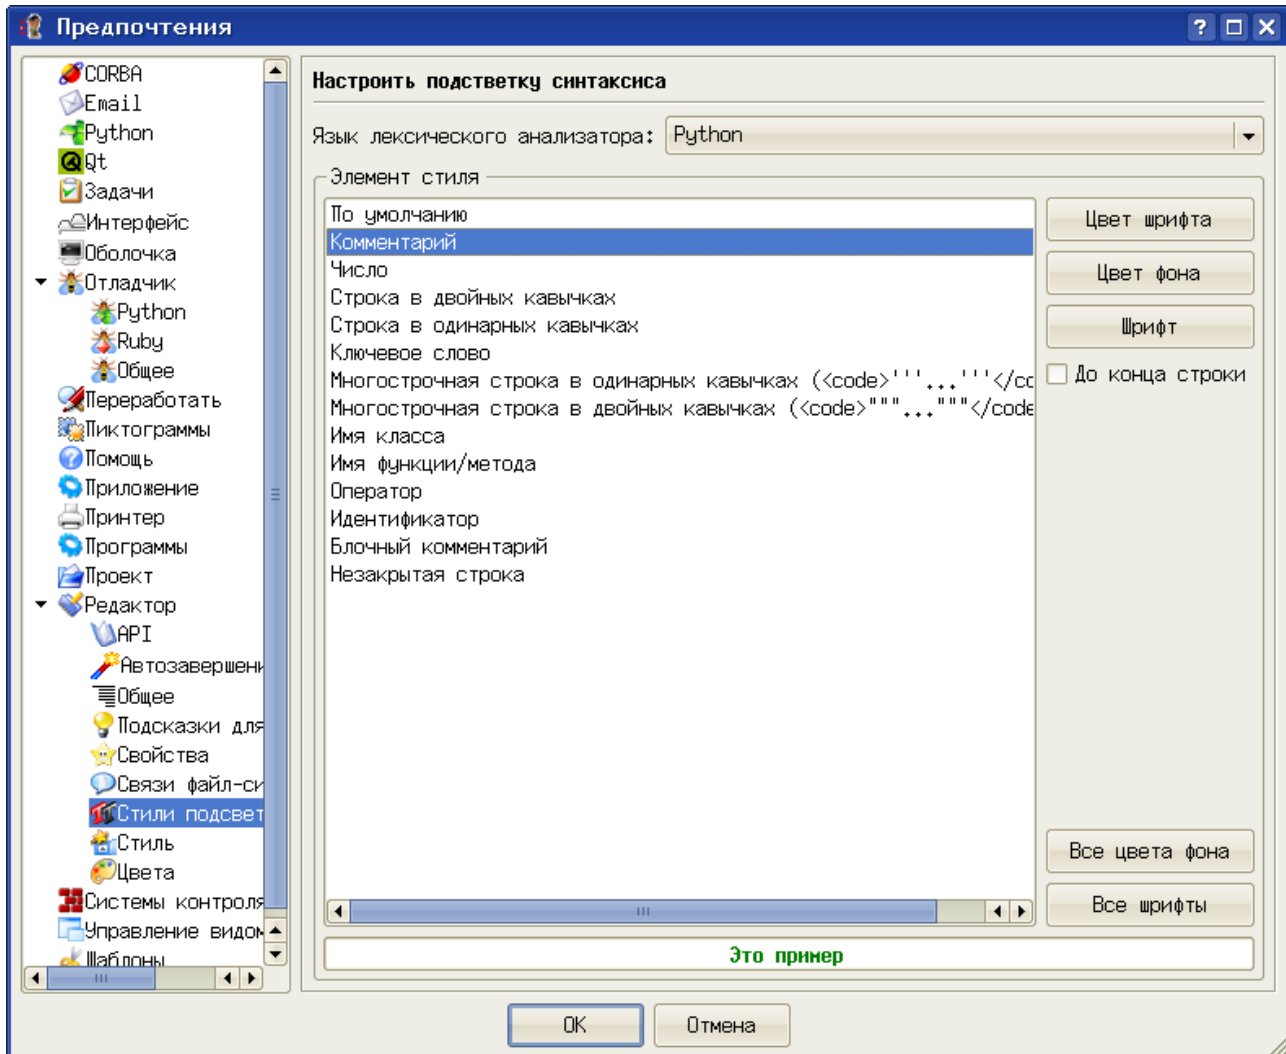 Предпочтения
CORBA
Email
Python
Qt
Задачи
Интерфейс
Оболочка
Отладчик
Python
Ruby
Общее
Переработать
Пиктограммы
Помощь
Приложение
Принтер
Программы
Проект
Редактор
API
Автозавершени
Общее
Подсказки для
Свойства
Связи файл-си
Стили подсвет
Стиль
Цвета
Системы контроля
Управление видом
Шаблоны
Настроить подстветку синтаксиса
Язык лексического анализатора: Python
Элемент стиля
По умолчанию
Комментарий
Число
Строка в двойных кавычках
Строка в одинарных кавычках
Ключевое слово
Многострочная строка в одинарных кавычках (<code>'''...'''</co
Многострочная строка в двойных кавычках (<code>"""..."""</code
Имя класса
Имя функции/метода
Оператор
Идентификатор
Блочный комментарий
Незакрытая строка
Цвет шрифта
Цвет фона
Шрифт
До конца строки
Все цвета фона
Все шрифты
Это пример
OK
Отмена